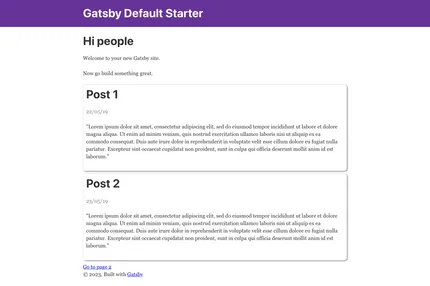 Gatsby Default Starter
Hi people
Welcome to your new Gatsby site.
Now go build something great.
Post 1
22/05/19
"Lorem ipsum dolor sit amet, consectetur adipiscing elit, sed do eiusmod tempor incididunt ut labore et dolore
magna aliqua. Ut enim ad minim veniam, quis nostrud exercitation ullamco laboris nisi ut aliquip ex ea
commodo consequat. Duis aute irure dolor in reprehenderit in voluptate velit esse cillum dolore eu fugiat nulla
pariatur. Excepteur sint occaecat cupidatat non proident, sunt in culpa qui officia deserunt mollit anim id est
laborum."
Post 2
23/05/19
"Lorem ipsum dolor sit amet, consectetur adipiscing elit, sed do eiusmod tempor incididunt ut labore et dolore
magna aliqua. Ut enim ad minim veniam, quis nostrud exercitation ullamco laboris nisi ut aliquip ex ea
commodo consequat. Duis aute irure dolor in reprehenderit in voluptate velit esse cillum dolore eu fugiat nulla
pariatur. Excepteur sint occaecat cupidatat non proident, sunt in culpa qui officia deserunt mollit anim id est
laborum."
Go to page 2
© 2023, Built with Gatsby